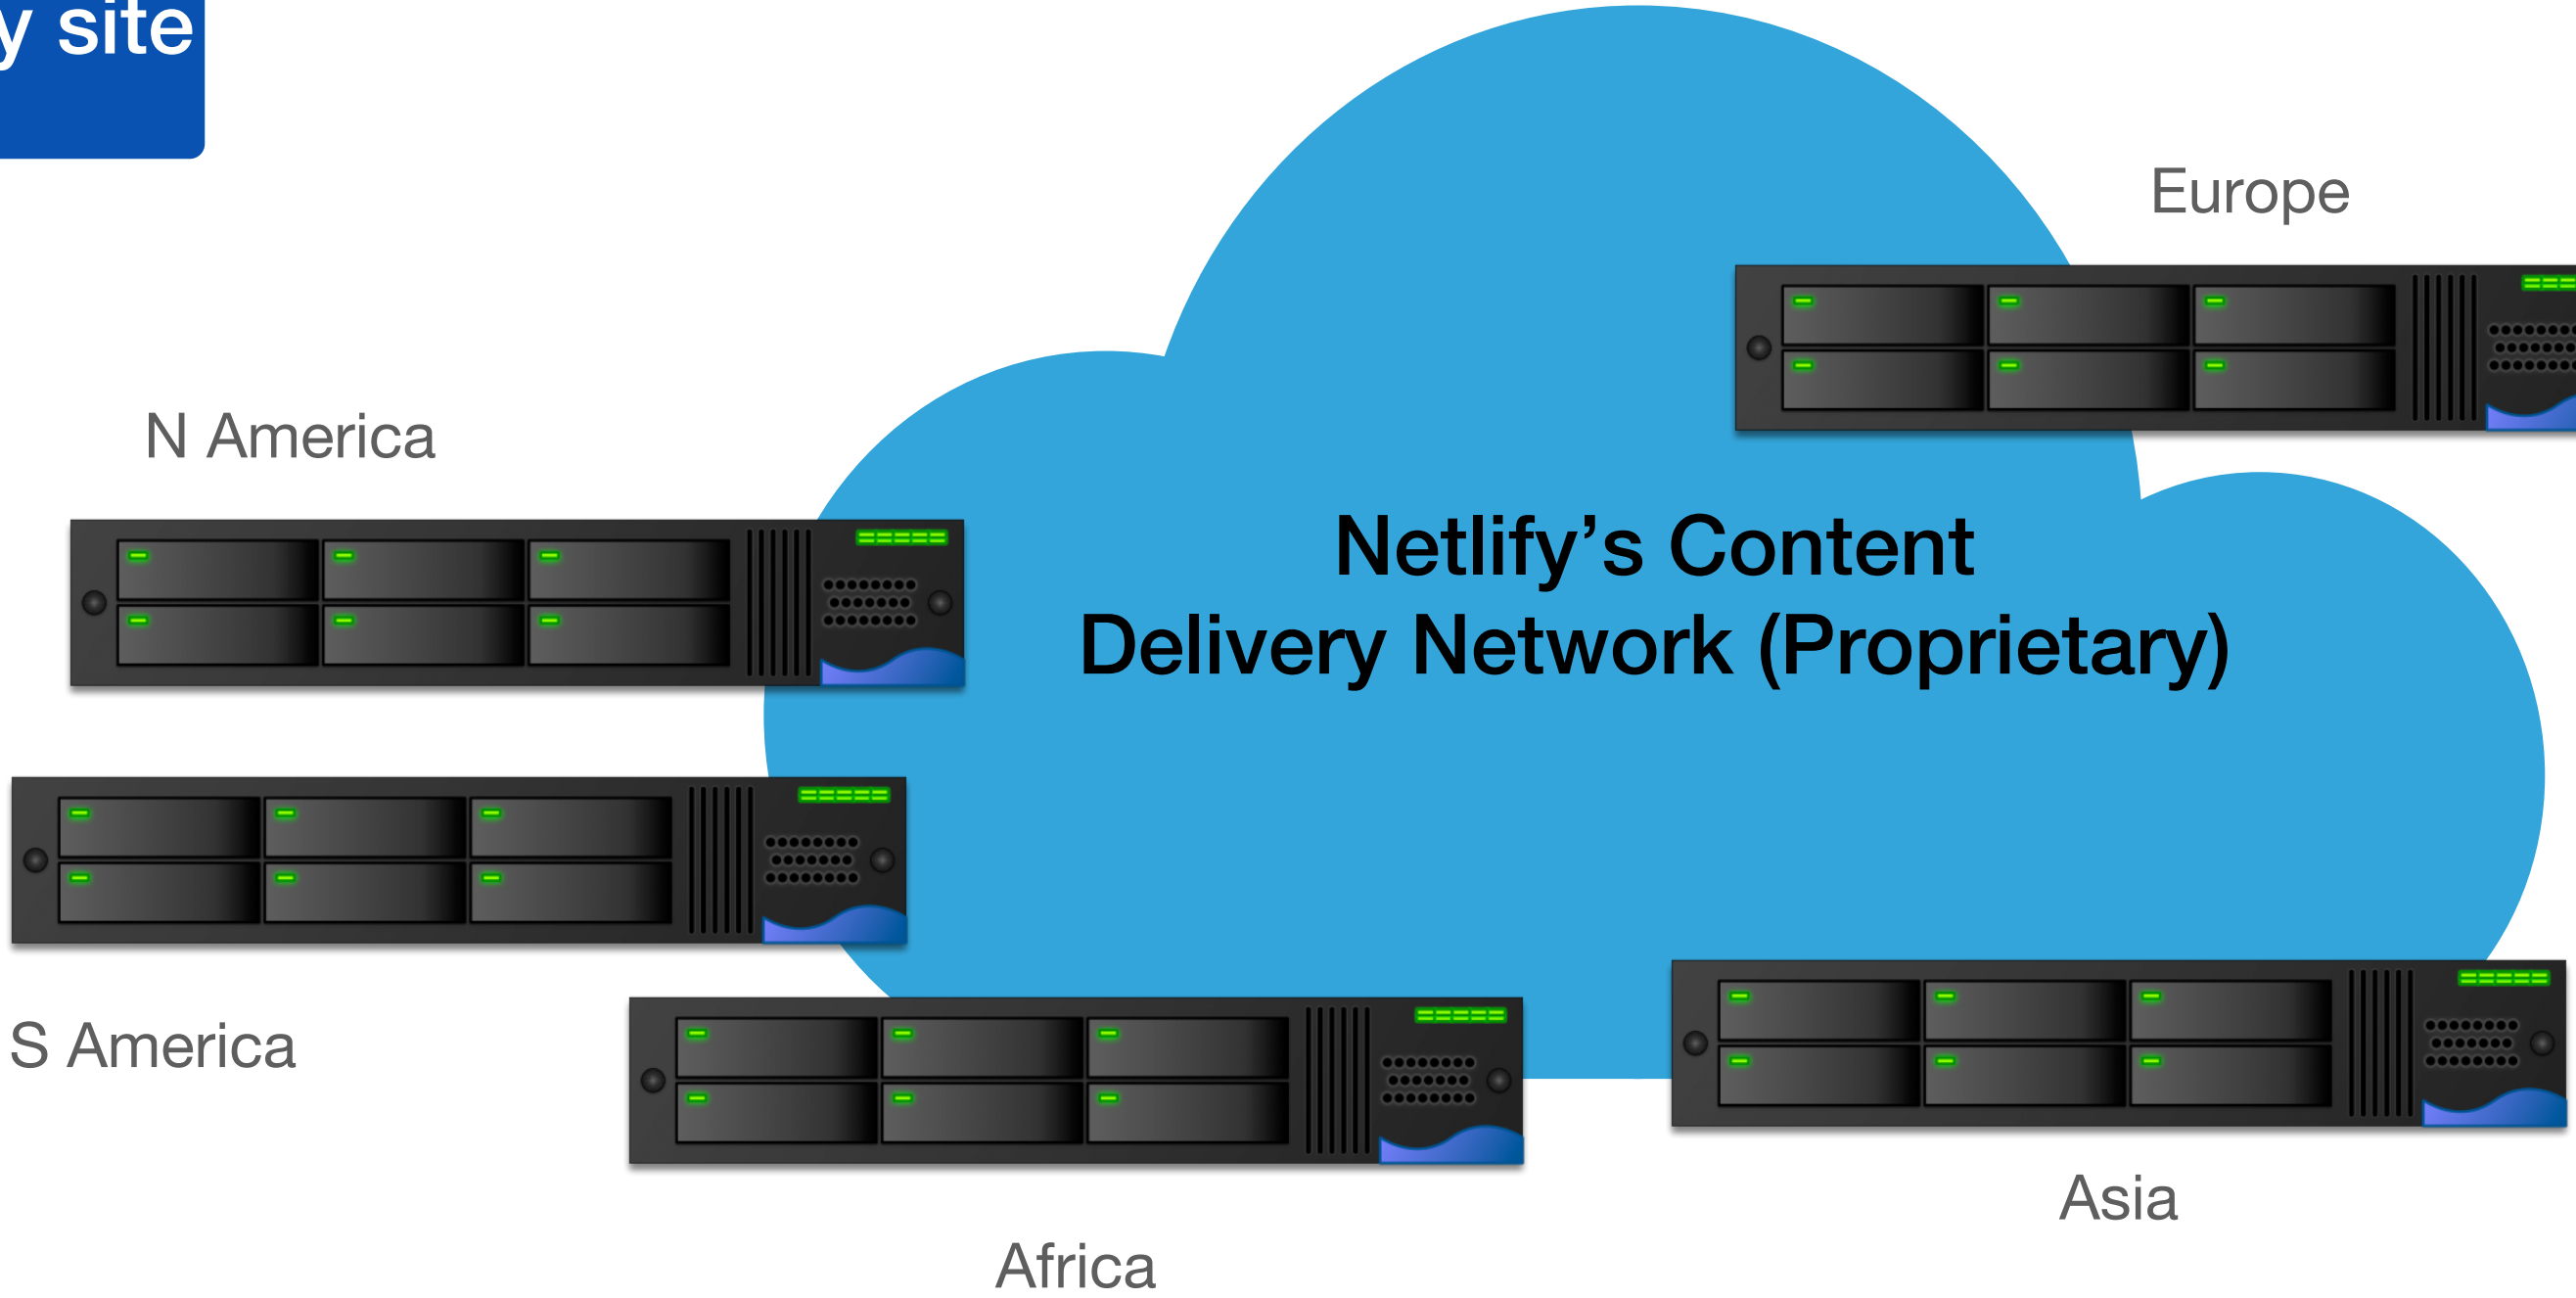 y site
Europe
N America
Netlify’s Content
Delivery Network (Proprietary)
S America
Asia
Africa